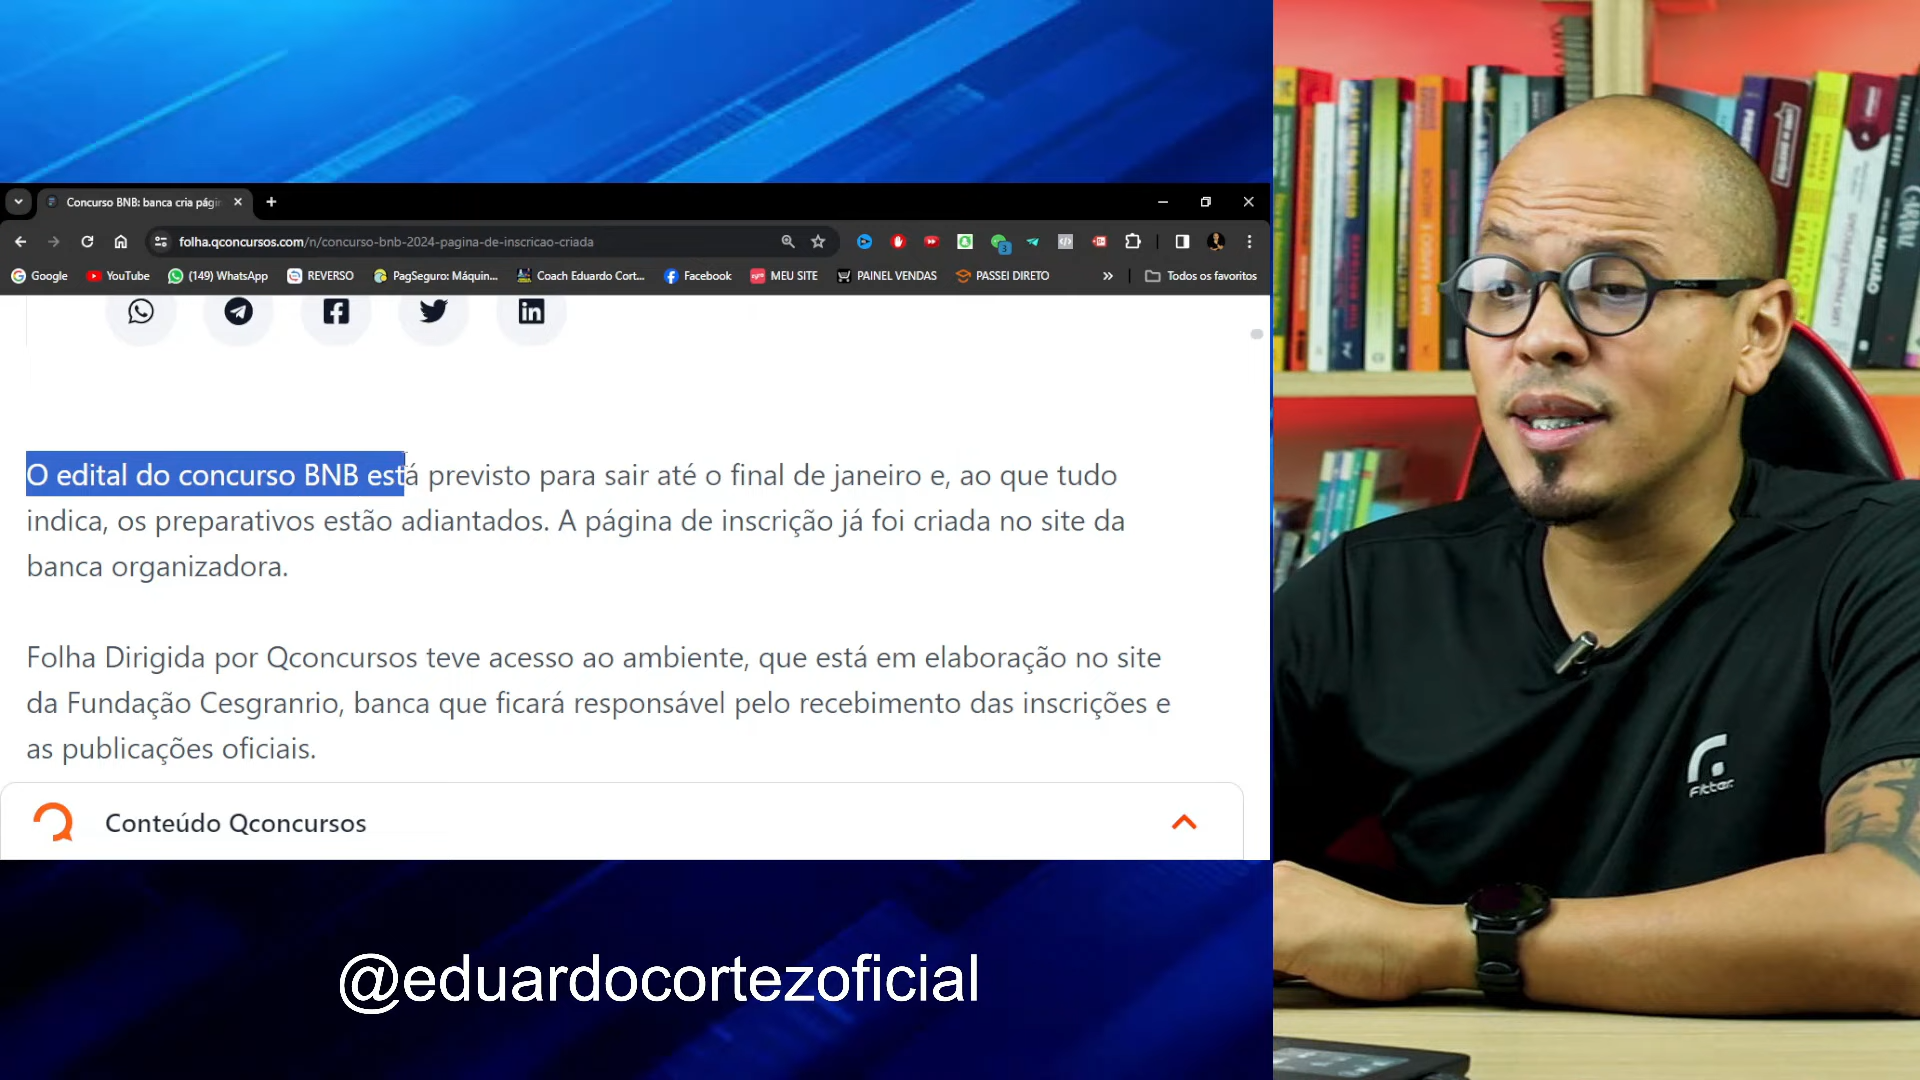 Concurso BNB: banca cria págin
folha.qconcursos.com/n/concurso-bnb-2024-pagina-de-inscricao-criada
Google YouTube (149) WhatsApp REVERSO PagSeguro: Máquin... Coach Eduardo Cort... Facebook MEU SITE PAINEL VENDAS PASSEI DIRETO » Todos os favoritos
O edital do concurso BNB está previsto para sair até o final de janeiro e, ao que tudo
indica, os preparativos estão adiantados. A página de inscrição já foi criada no site da
banca organizadora.
Folha Dirigida por Qconcursos teve acesso ao ambiente, que está em elaboração no site
da Fundação Cesgranrio, banca que ficará responsável pelo recebimento das inscrições e
as publicações oficiais.
Conteúdo Qconcursos
@eduardocortezoficial
Fitter